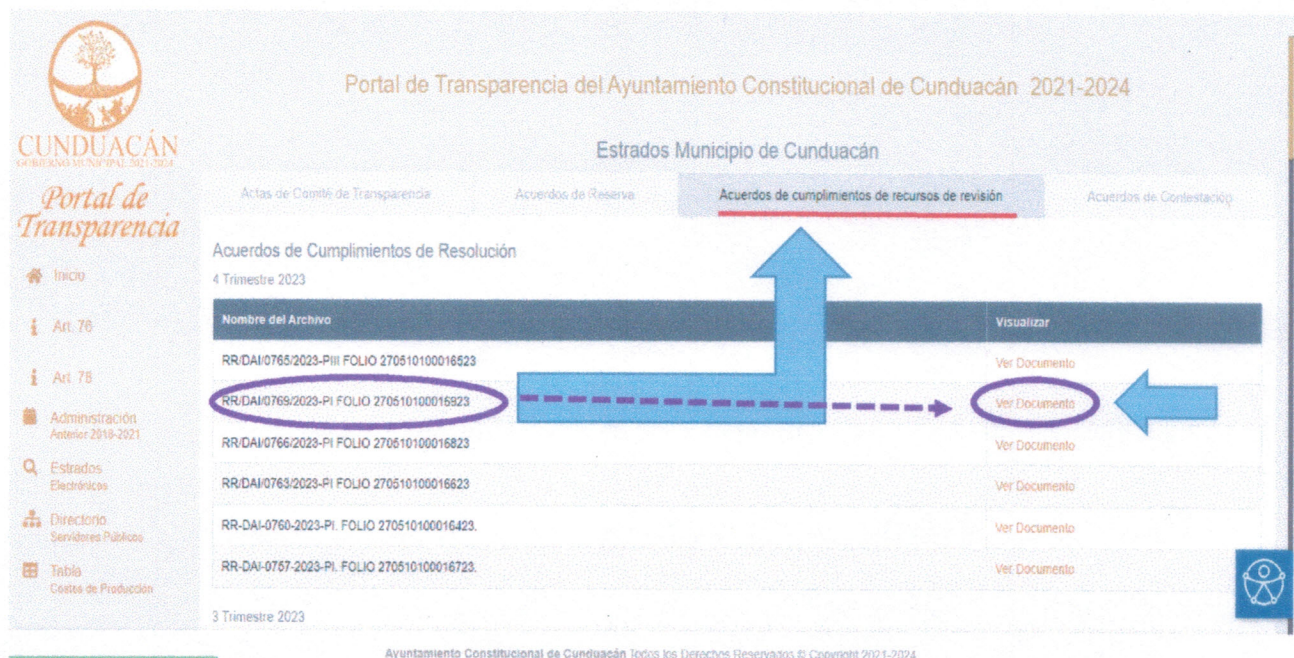 Portal de Transparencia del Ayuntamiento Constitucional de Cunduacán 2021-2024
CUNDUACÁN
GOBIERNO MUNICIPAL 2021-2024
Portal de
Transparencia
Inicio
Art. 76
Art. 78
Administración
Anterior 2018-2021
Estrados
Electrónicos
Directorio
Servidores Públicos
Tabla
Costos de Producción
Estrados Municipio de Cunduacán
Actas de Comité de Transparencia Acuerdos de Reserva Acuerdos de cumplimientos de recursos de revisión Acuerdos de Contestación
Acuerdos de Cumplimientos de Resolución
4 Trimestre 2023
Nombre del Archivo Visualizar
RR/DAI/0765/2023-PIII FOLIO 270510100016523 Ver Documento
RR/DAI/0769/2023-PI FOLIO 270510100016923 Ver Documento
RR/DAI/0766/2023-PI FOLIO 270510100016823 Ver Documento
RR/DAI/0763/2023-PI FOLIO 270510100016623 Ver Documento
RR-DAI-0760-2023-PI. FOLIO 270510100016423. Ver Documento
RR-DAI-0757-2023-PI. FOLIO 270510100016723. Ver Documento
3 Trimestre 2023
Ayuntamiento Constitucional de Cunduacán Todos los Derechos Reservados © Copyright 2021-2024